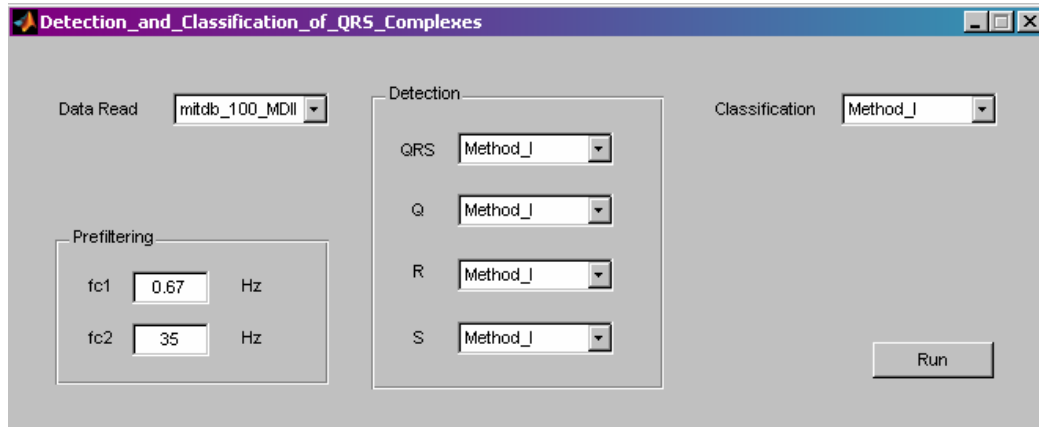 Detection_and_Classification_of_QRS_Complexes
Data Read mitdb_100_MDII
Detection
QRS Method_I
Q Method_I
R Method_I
S Method_I
Classification Method_I
Prefiltering
fc1 0.67 Hz
fc2 35 Hz
Run